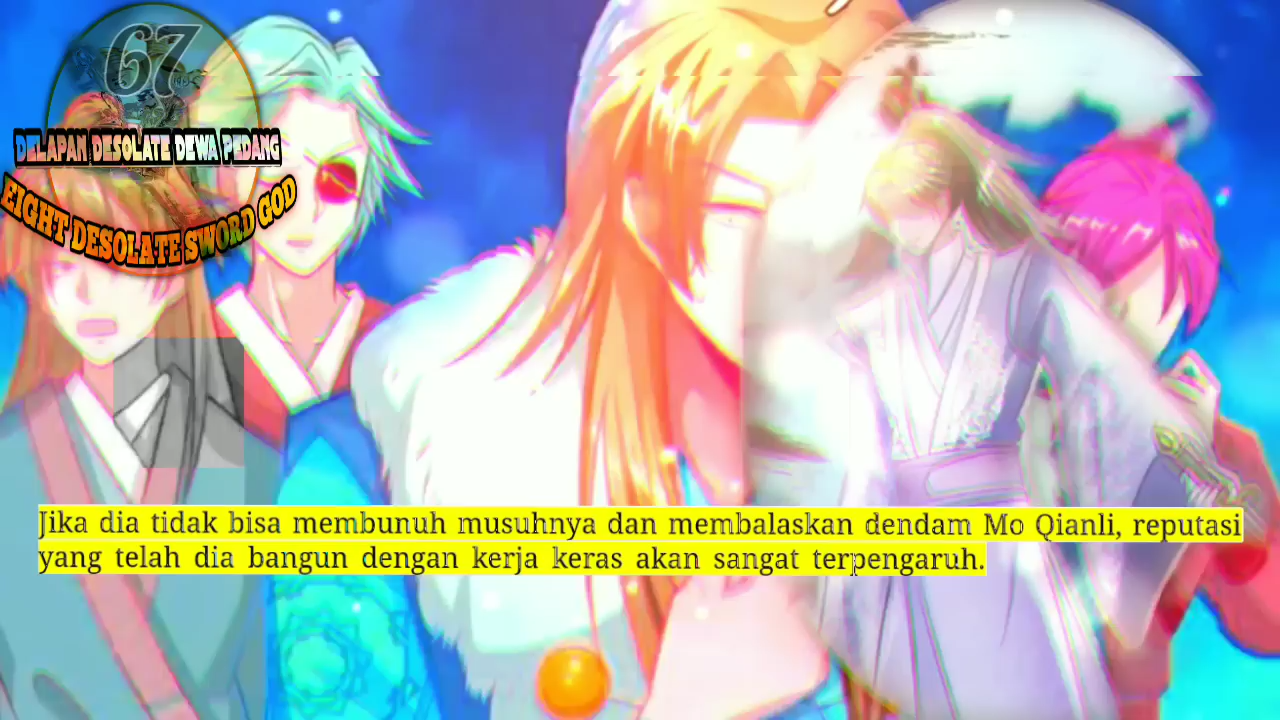 67
DELAPAN DESOLATE DEWA PEDANG
EIGHT DESOLATE SWORD GOD
Jika dia tidak bisa membunuh musuhnya dan membalaskan dendam Mo Qianli, reputasi
yang telah dia bangun dengan kerja keras akan sangat terpengaruh.